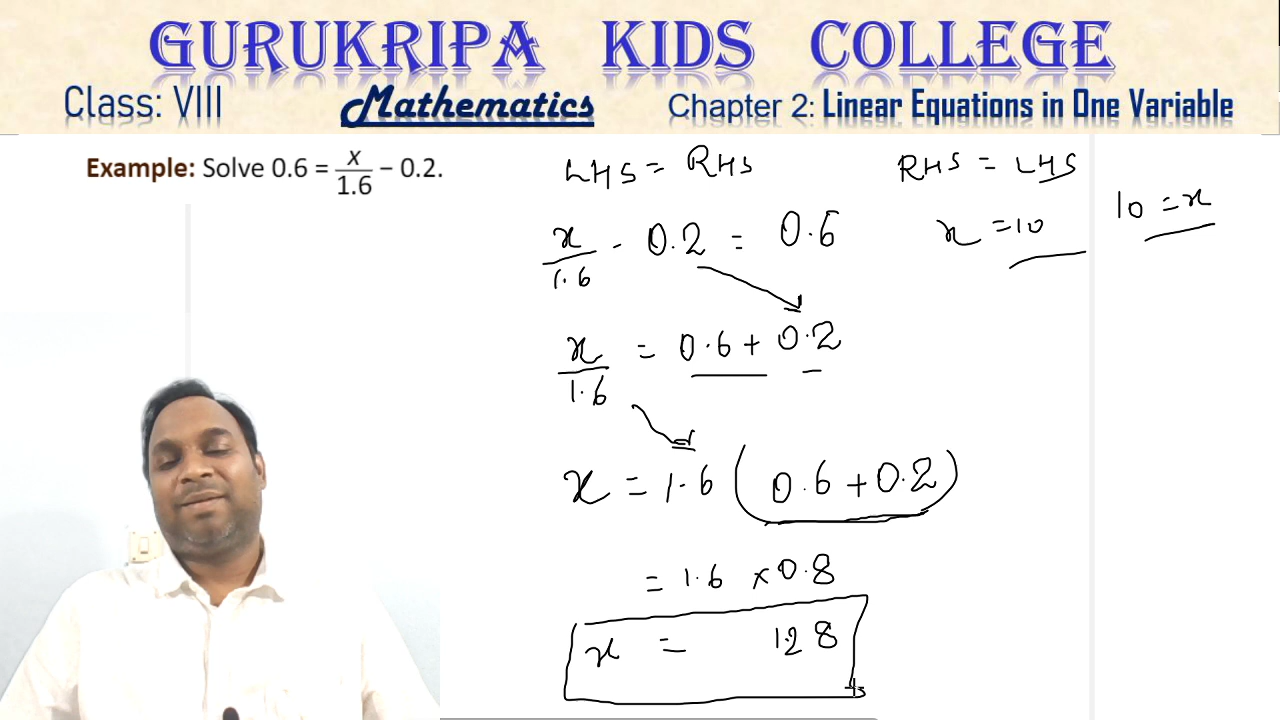 GURUKRIPA KIDS COLLEGE
Class: VIII Mathematics Chapter 2: Linear Equations in One Variable
Example: Solve 0.6 = x/1.6 − 0.2.
LHS = RHS
x/1.6 - 0.2 = 0.6
x/1.6 = 0.6 + 0.2
x = 1.6 (0.6 + 0.2)
= 1.6 × 0.8
x = 128
RHS = LHS
x = 10
10 = x